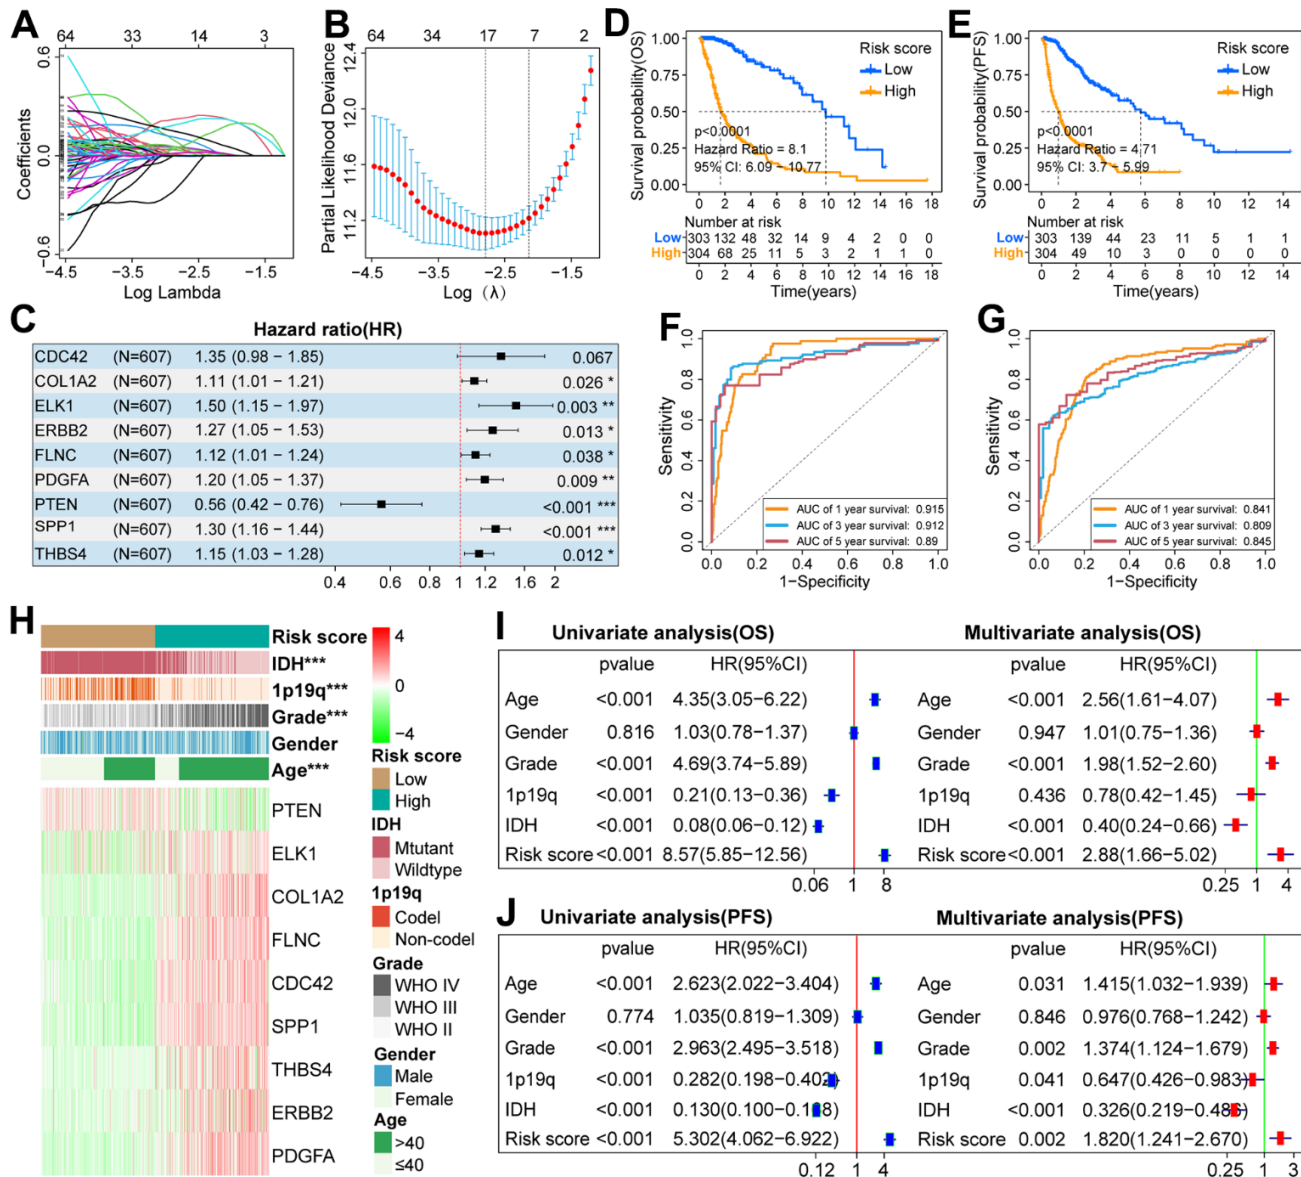 A
64 33 14 3
0.6
0.0
-0.6
Coefficients
-4.5 -3.5 -2.5 -1.5
Log Lambda
B
64 34 17 7 2
12.4
12.0
11.6
11.2
Partial Likelihood Deviance
-4.5 -3.5 -2.5 -1.5
Log (λ)
D
Survival probability(OS)
1.00
0.75
0.50
0.25
0.00
Risk score
Low
High
p<0.0001
Hazard Ratio = 8.1
95% CI: 6.09 − 10.77
Number at risk
Low 303 132 48 32 14 9 4 2 0 0
High 304 68 25 11 5 3 2 1 1 0
0 2 4 6 8 10 12 14 16 18
Time(years)
E
Survival probability(PFS)
1.00
0.75
0.50
0.25
0.00
Risk score
Low
High
p<0.0001
Hazard Ratio = 4.71
95% CI: 3.7 − 5.99
Number at risk
Low 303 139 44 23 11 5 1 1
High 304 49 10 3 0 0 0 0
0 2 4 6 8 10 12 14
Time(years)
C
Hazard ratio(HR)
CDC42 (N=607) 1.35 (0.98 − 1.85) 0.067
COL1A2 (N=607) 1.11 (1.01 − 1.21) 0.026 *
ELK1 (N=607) 1.50 (1.15 − 1.97) 0.003 **
ERBB2 (N=607) 1.27 (1.05 − 1.53) 0.013 *
FLNC (N=607) 1.12 (1.01 − 1.24) 0.038 *
PDGFA (N=607) 1.20 (1.05 − 1.37) 0.009 **
PTEN (N=607) 0.56 (0.42 − 0.76) <0.001 ***
SPP1 (N=607) 1.30 (1.16 − 1.44) <0.001 ***
THBS4 (N=607) 1.15 (1.03 − 1.28) 0.012 *
0.4 0.6 0.8 1 1.2 1.6 2
F
Sensitivity
1.0
0.8
0.6
0.4
0.2
0.0
AUC of 1 year survival: 0.915
AUC of 3 year survival: 0.912
AUC of 5 year survival: 0.89
0.0 0.2 0.4 0.6 0.8 1.0
1−Specificity
G
Sensitivity
1.0
0.8
0.6
0.4
0.2
0.0
AUC of 1 year survival: 0.841
AUC of 3 year survival: 0.809
AUC of 5 year survival: 0.845
0.0 0.2 0.4 0.6 0.8 1.0
1−Specificity
H
Risk score
IDH***
1p19q***
Grade***
Gender
Age***
PTEN
ELK1
COL1A2
FLNC
CDC42
SPP1
THBS4
ERBB2
PDGFA
4
2
0
−2
−4
Risk score
Low
High
IDH
Mtutant
Wildtype
1p19q
Codel
Non−codel
Grade
WHO IV
WHO III
WHO II
Gender
Male
Female
Age
>40
≤40
I
Univariate analysis(OS)
pvalue HR(95%CI)
Age <0.001 4.35(3.05−6.22)
Gender 0.816 1.03(0.78−1.37)
Grade <0.001 4.69(3.74−5.89)
1p19q <0.001 0.21(0.13−0.36)
IDH <0.001 0.08(0.06−0.12)
Risk score <0.001 8.57(5.85−12.56)
0.06 1 8
Multivariate analysis(OS)
pvalue HR(95%CI)
Age <0.001 2.56(1.61−4.07)
Gender 0.947 1.01(0.75−1.36)
Grade <0.001 1.98(1.52−2.60)
1p19q 0.436 0.78(0.42−1.45)
IDH <0.001 0.40(0.24−0.66)
Risk score <0.001 2.88(1.66−5.02)
0.25 1 4
J
Univariate analysis(PFS)
pvalue HR(95%CI)
Age <0.001 2.623(2.022−3.404)
Gender 0.774 1.035(0.819−1.309)
Grade <0.001 2.963(2.495−3.518)
1p19q <0.001 0.282(0.198−0.402)
IDH <0.001
Risk score <0.001 5.302(4.062−6.922)
0.12 1 4
Multivariate analysis(PFS)
pvalue HR(95%CI)
Age 0.031 1.415(1.032−1.939)
Gender 0.846 0.976(0.768−1.242)
Grade 0.002 1.374(1.124−1.679)
1p19q 0.041 0.647(0.426−0.983)
IDH <0.001 0.326(0.219−0.486)
Risk score 0.002 1.820(1.241−2.670)
0.25 1 3